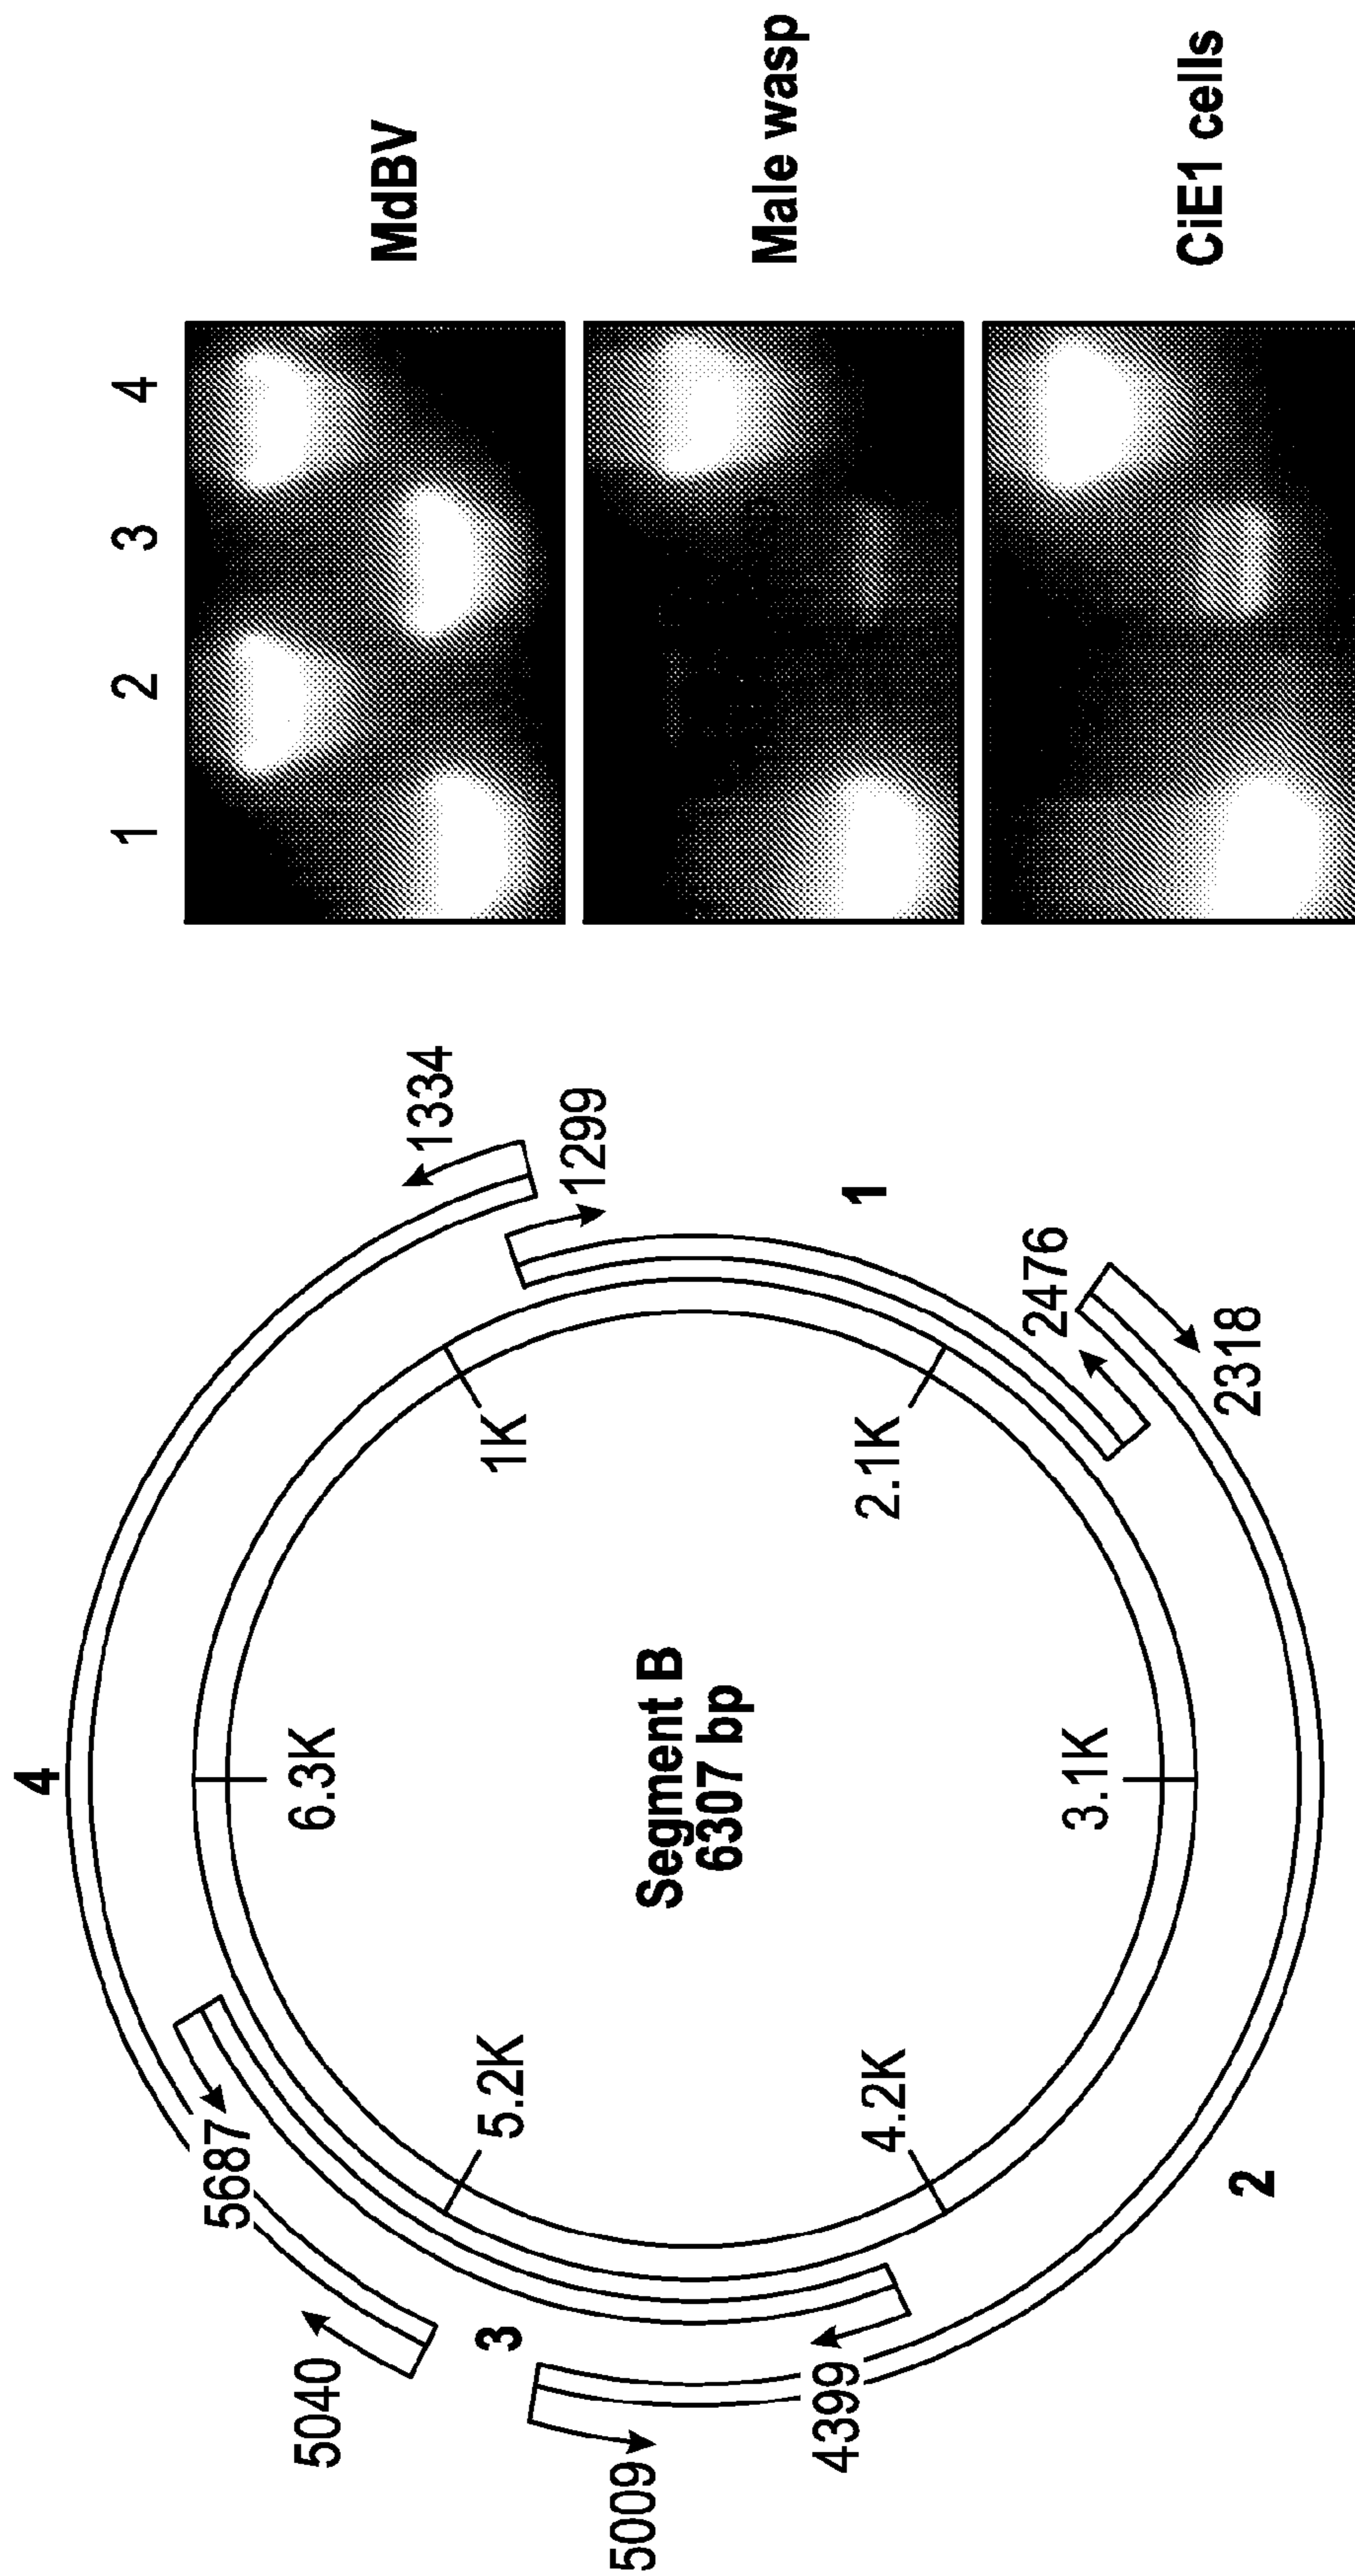 4
1334
1299
1
2476
2318
2
5009
4399
3
5040
5687
6.3K
1K
2.1K
3.1K
4.2K
5.2K
Segment B
6307 bp
1 2 3 4
MdBV
Male wasp
CiE1 cells